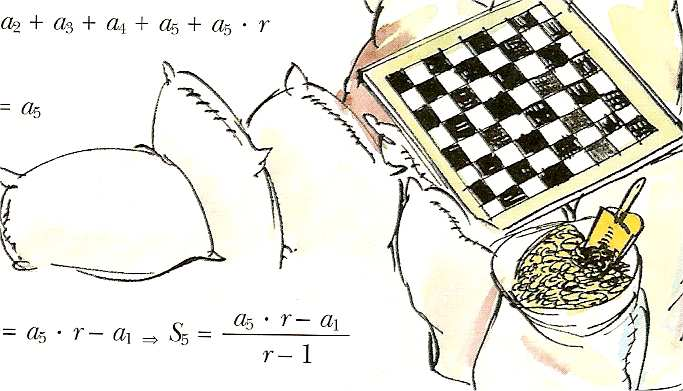 a₂ + a₃ + a₄ + a₅ + a₅ · r
= a₅
= a₅ · r – a₁ ⇒ S₅ = (a₅ · r – a₁) / (r – 1)